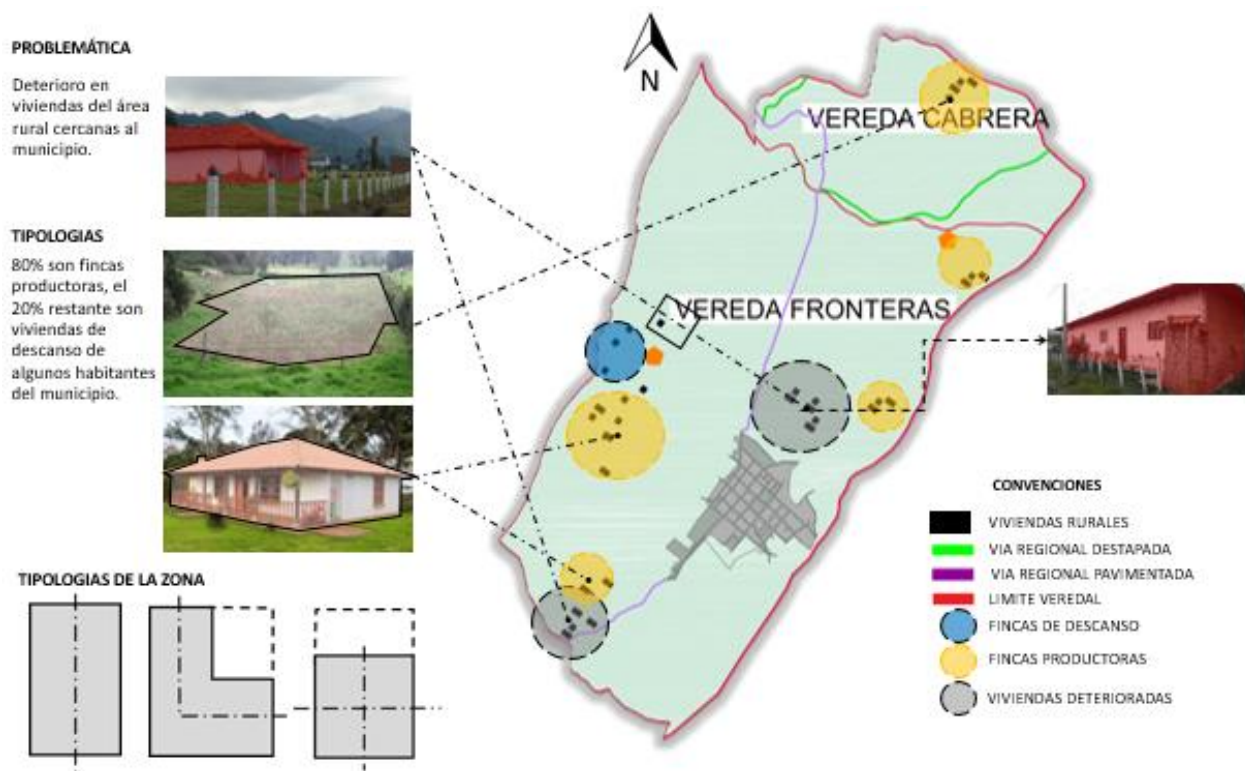 PROBLEMÁTICA
Deterioro en
viviendas del área
rural cercanas al
municipio.
TIPOLOGIAS
80% son fincas
productoras, el
20% restante son
viviendas de
descanso de
algunos habitantes
del municipio.
TIPOLOGIAS DE LA ZONA
N
VEREDA CABRERA
VEREDA FRONTERAS
CONVENCIONES
VIVIENDAS RURALES
VIA REGIONAL DESTAPADA
VIA REGIONAL PAVIMENTADA
LIMITE VEREDAL
FINCAS DE DESCANSO
FINCAS PRODUCTORAS
VIVIENDAS DETERIORADAS